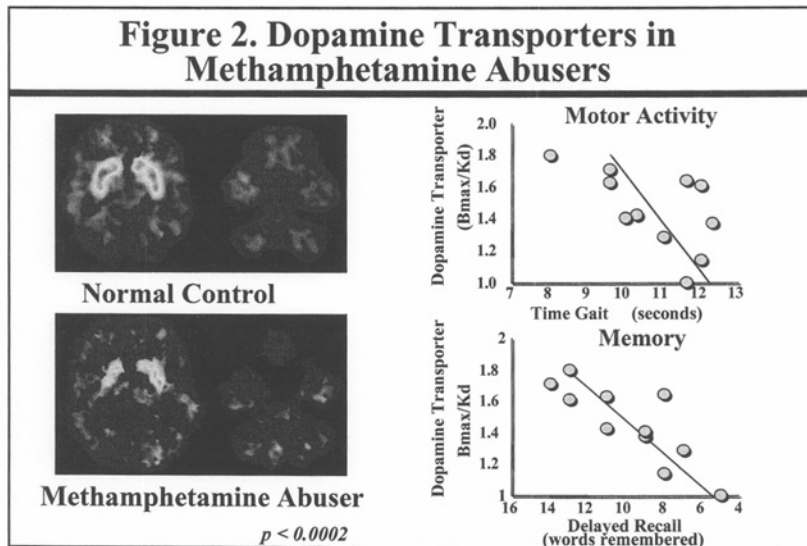 Figure 2. Dopamine Transporters in
Methamphetamine Abusers
Normal Control
Methamphetamine Abuser
p < 0.0002
Motor Activity
Dopamine Transporter
(Bmax/Kd)
2.0
1.8
1.6
1.4
1.2
1.0
7 8 9 10 11 12 13
Time Gait (seconds)
Memory
Dopamine Transporter
Bmax/Kd
2
1.8
1.6
1.4
1.2
1
16 14 12 10 8 6 4
Delayed Recall
(words remembered)